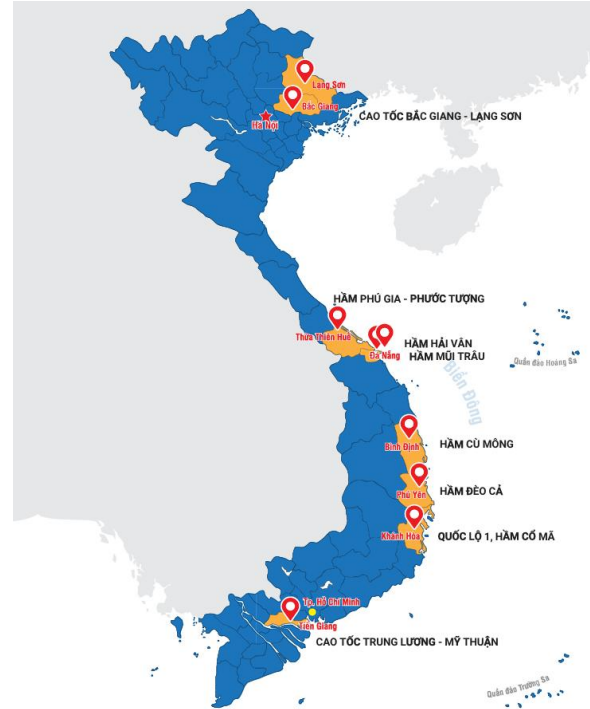 Lạng Sơn
Bắc Giang
Hà Nội
CAO TỐC BẮC GIANG - LẠNG SƠN
HẦM PHÚ GIA - PHƯỚC TƯỢNG
Thừa Thiên Huế
HẦM HẢI VÂN
Đà Nẵng
HẦM MŨI TRÂU
Quần đảo Hoàng Sa
Biển Đông
Bình Định
HẦM CÙ MÔNG
Phú Yên
HẦM ĐÈO CẢ
Khánh Hòa
QUỐC LỘ 1, HẦM CỔ MÃ
Tp. Hồ Chí Minh
Tiền Giang
CAO TỐC TRUNG LƯƠNG - MỸ THUẬN
Quần đảo Trường Sa